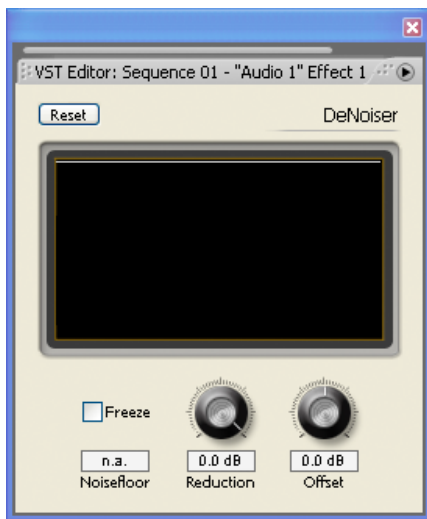 VST Editor: Sequence 01 - "Audio 1" Effect 1
Reset
DeNoiser
Freeze
n.a.
0.0 dB
0.0 dB
Noisefloor
Reduction
Offset